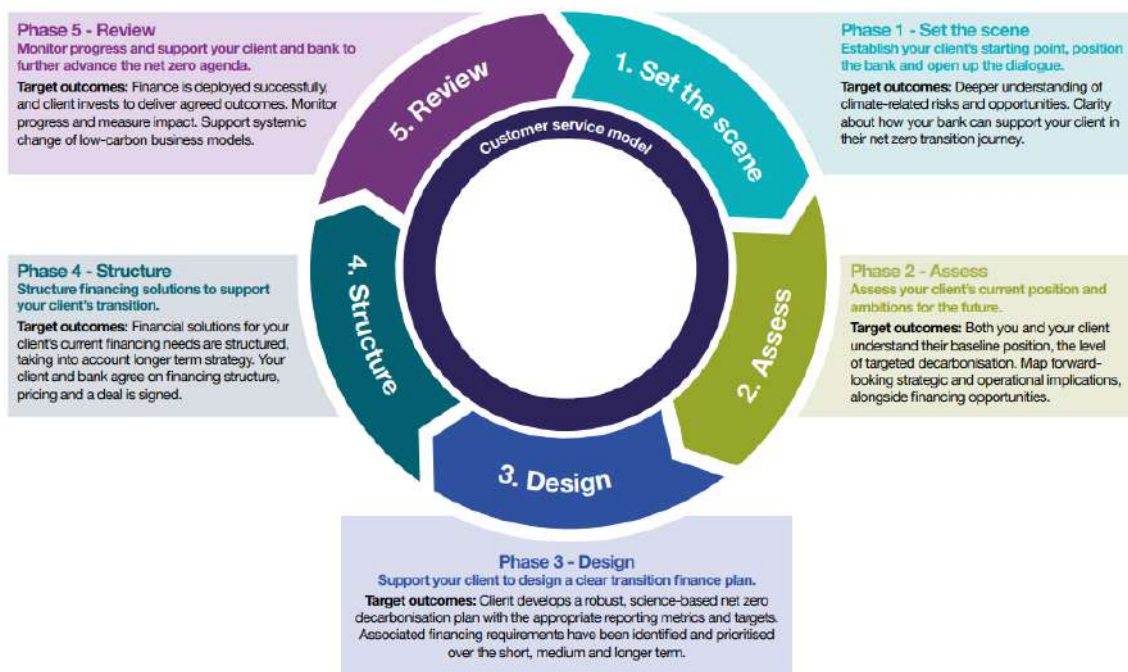 Phase 5 - Review
Monitor progress and support your client and bank to
further advance the net zero agenda.
Target outcomes: Finance is deployed successfully,
and client invests to deliver agreed outcomes. Monitor
progress and measure impact. Support systemic
change of low-carbon business models.
Phase 1 - Set the scene
Establish your client's starting point, position
the bank and open up the dialogue.
Target outcomes: Deeper understanding of
climate-related risks and opportunities. Clarity
about how your bank can support your client in
their net zero transition journey.
5. Review
1. Set the scene
Customer service model
Phase 4 - Structure
Structure financing solutions to support
your client's transition.
Target outcomes: Financial solutions for your
client's current financing needs are structured,
taking into account longer term strategy. Your
client and bank agree on financing structure,
pricing and a deal is signed.
4. Structure
2. Assess
Phase 2 - Assess
Assess your client's current position and
ambitions for the future.
Target outcomes: Both you and your client
understand their baseline position, the level
of targeted decarbonisation. Map forward-
looking strategic and operational implications,
alongside financing opportunities.
3. Design
Phase 3 - Design
Support your client to design a clear transition finance plan.
Target outcomes: Client develops a robust, science-based net zero
decarbonisation plan with the appropriate reporting metrics and targets.
Associated financing requirements have been identified and prioritised
over the short, medium and longer term.